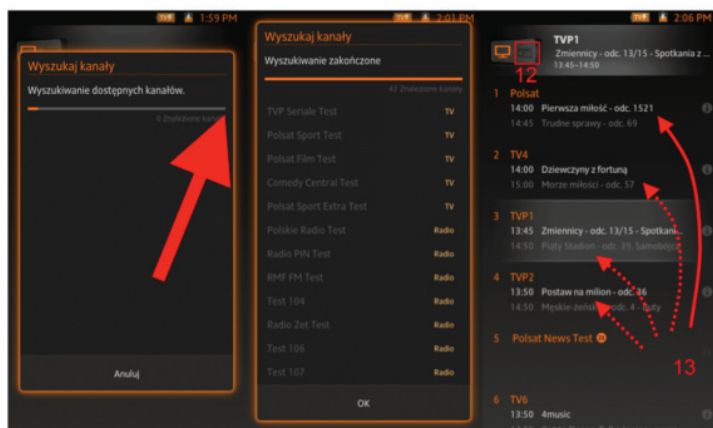 1:59 PM
Wyszukaj kanały
Wyszukiwanie dostępnych kanałów.
0 Znalezione kanały
Anuluj
2:01 PM
Wyszukaj kanały
Wyszukiwanie zakończone
42 Znalezione kanały
TVP Seriale Test TV
Polsat Sport Test TV
Polsat Film Test TV
Comedy Central Test TV
Polsat Sport Extra Test TV
Polskie Radio Test Radio
Radio PIN Test Radio
RMF FM Test Radio
Test 104 Radio
Radio Zet Test Radio
Test 106 Radio
Test 107 Radio
OK
2:06 PM
TVP1
Zmiennicy - odc. 13/15 - Spotkania z ...
13:45-14:50
12
1 Polsat
14:00 Pierwsza miłość - odc. 1521
14:45 Trudne sprawy - odc. 69
2 TV4
14:00 Dziewczyny z fortuną
15:00 Morze miłości - odc. 57
3 TVP1
13:45 Zmiennicy - odc. 13/15 - Spotkani...
14:50 Piąty Stadion - odc. 39, Samobójca
4 TVP2
13:50 Postaw na milion - odc. 36
14:50 Męskie-żeńskie - odc. 4 - Buty
5 Polsat News Test
13
6 TV6
13:50 4music